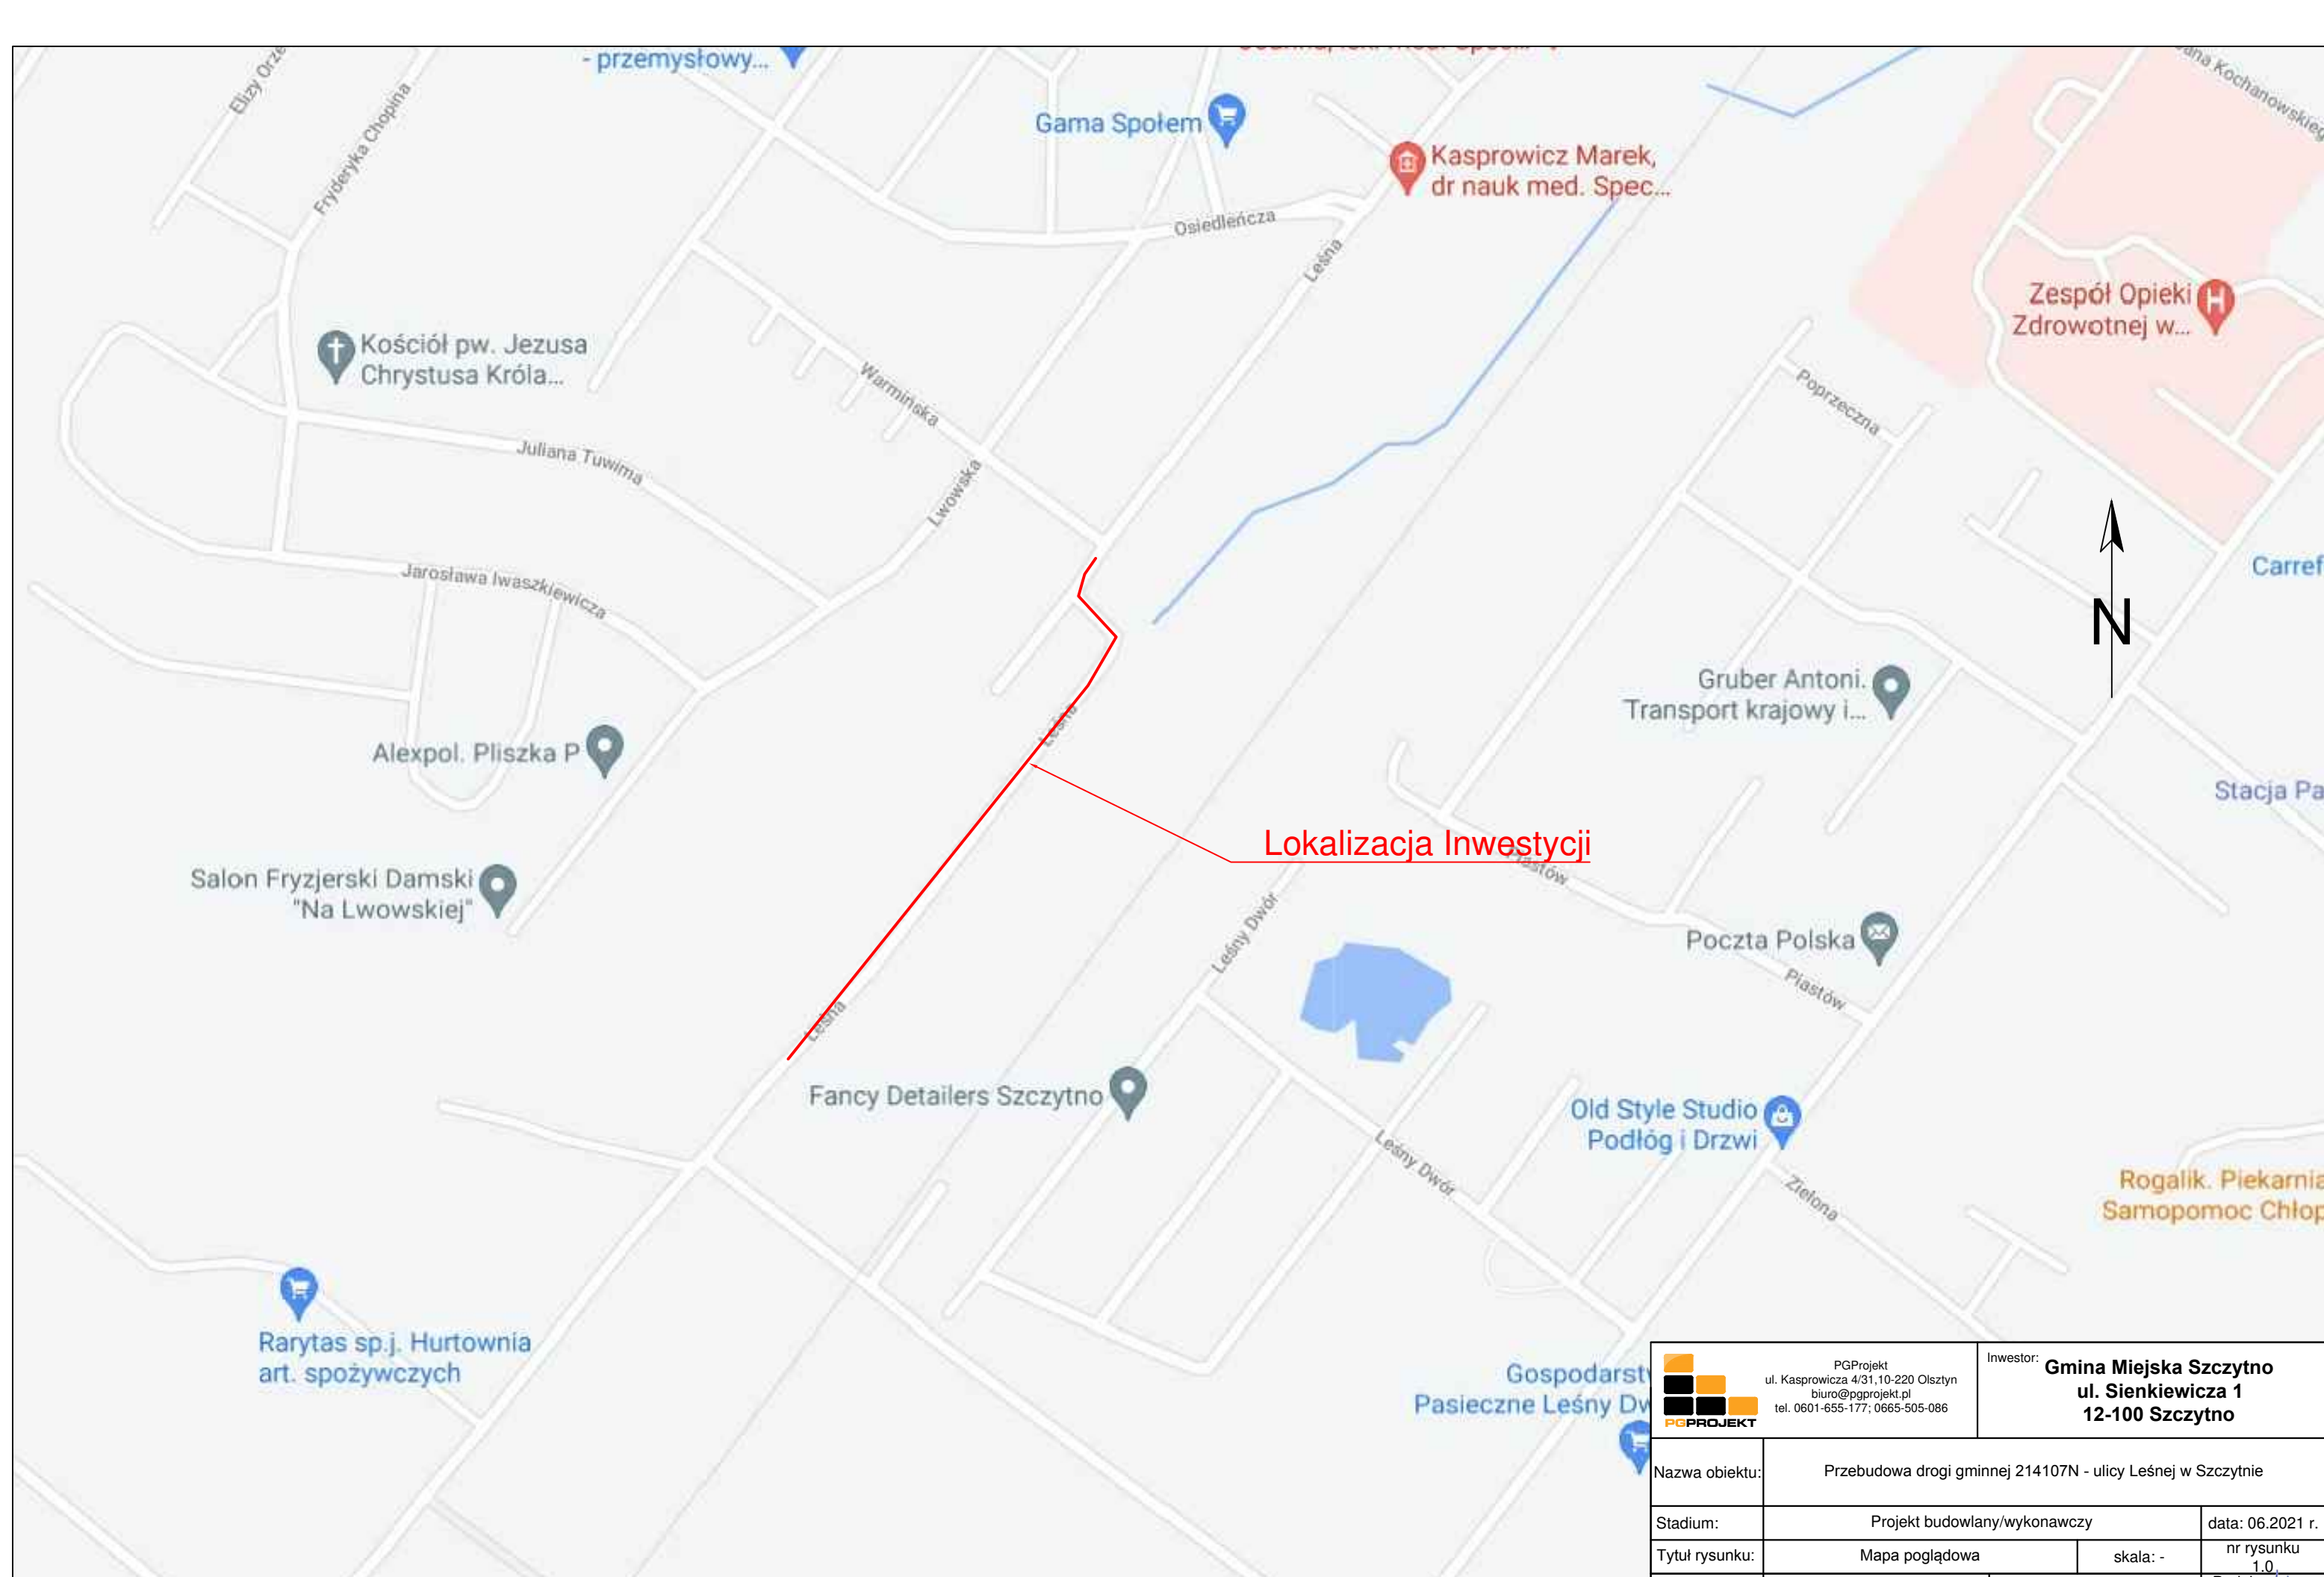 - przemysłowy...
Elizy Orze
Fryderyka Chopina
Gama Społem
Kasprowicz Marek,
dr nauk med. Spec...
Jana Kochanowskieg
Osiedleńcza
Leśna
Zespół Opieki
Zdrowotnej w...
Kościół pw. Jezusa
Chrystusa Króla...
Warmińska
Poprzeczna
Juliana Tuwima
Lwowska
Jarosława Iwaszkiewicza
Carref
N
Gruber Antoni.
Transport krajowy i...
Leśna
Alexpol. Pliszka P
Stacja Pa
Lokalizacja Inwestycji
Piastów
Salon Fryzjerski Damski
"Na Lwowskiej"
Leśny Dwór
Poczta Polska
Piastów
Leśna
Fancy Detailers Szczytno
Old Style Studio
Podłóg i Drzwi
Leśny Dwór
Zielona
Rogalik. Piekarnia
Samopomoc Chłop
Rarytas sp.j. Hurtownia
art. spożywczych
Gospodarst
Pasieczne Leśny Dw
PGPROJEKT
PGProjekt
ul. Kasprowicza 4/31,10-220 Olsztyn
biuro@pgprojekt.pl
tel. 0601-655-177; 0665-505-086
Inwestor: Gmina Miejska Szczytno
ul. Sienkiewicza 1
12-100 Szczytno
Nazwa obiektu: Przebudowa drogi gminnej 214107N - ulicy Leśnej w Szczytnie
Stadium: Projekt budowlany/wykonawczy data: 06.2021 r.
Tytuł rysunku: Mapa poglądowa skala: - nr rysunku
1.0